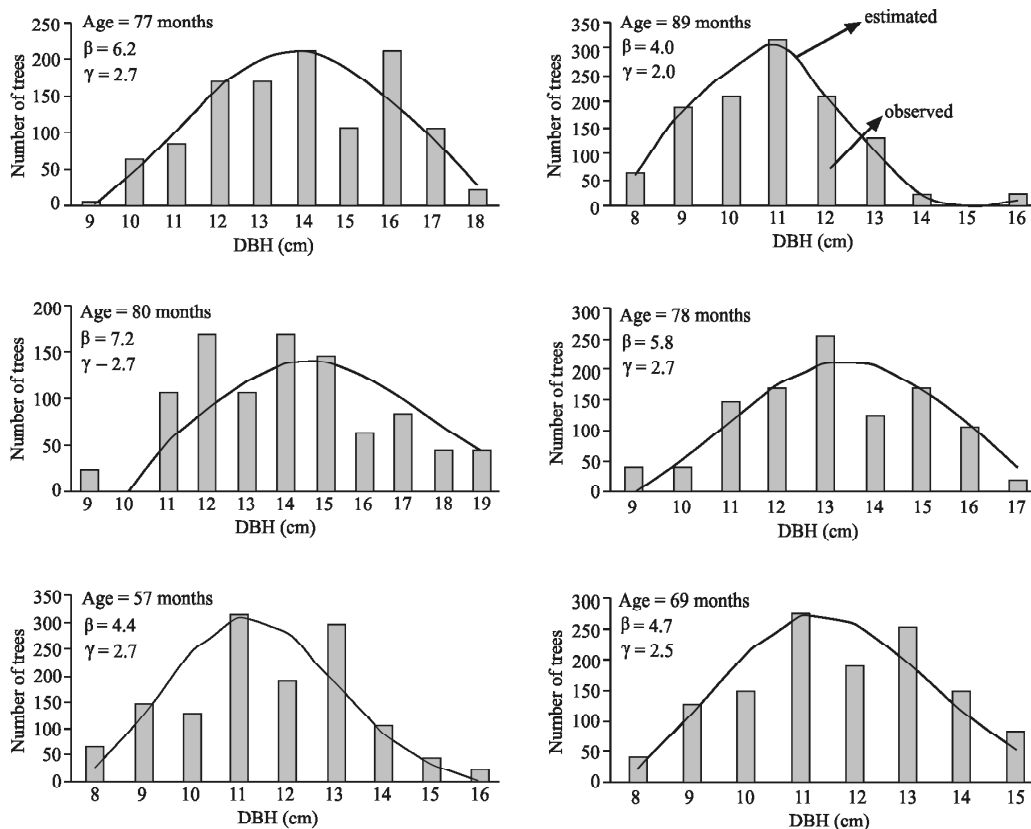 Number of trees
250
200
150
100
50
0
Age = 77 months
β = 6.2
γ = 2.7
9 10 11 12 13 14 15 16 17 18
DBH (cm)
Number of trees
350
300
250
200
150
100
50
0
Age = 89 months
β = 4.0
γ = 2.0
estimated
observed
8 9 10 11 12 13 14 15 16
DBH (cm)
Number of trees
200
150
100
50
0
Age = 80 months
β = 7.2
γ − 2.7
9 10 11 12 13 14 15 16 17 18 19
DBH (cm)
Number of trees
300
250
200
150
100
50
0
Age = 78 months
β = 5.8
γ = 2.7
9 10 11 12 13 14 15 16 17
DBH (cm)
Number of trees
350
300
250
200
150
100
50
0
Age = 57 months
β = 4.4
γ = 2.7
8 9 10 11 12 13 14 15 16
DBH (cm)
Number of trees
300
250
200
150
100
50
0
Age = 69 months
β = 4.7
γ = 2.5
8 9 10 11 12 13 14 15
DBH (cm)